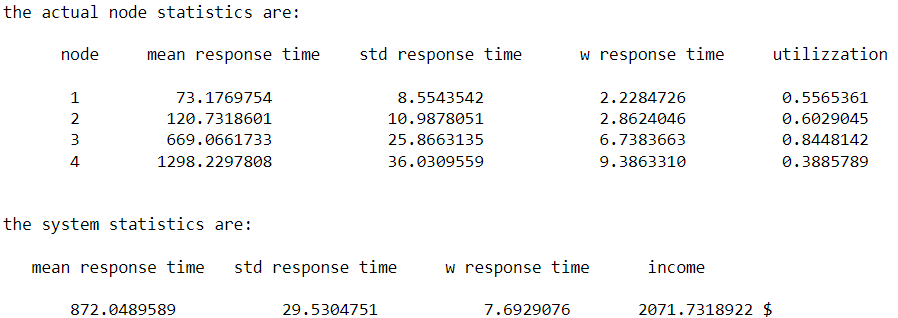 the actual node statistics are:
node mean response time std response time w response time utilizzation
1 73.1769754 8.5543542 2.2284726 0.5565361
2 120.7318601 10.9878051 2.8624046 0.6029045
3 669.0661733 25.8663135 6.7383663 0.8448142
4 1298.2297808 36.0309559 9.3863310 0.3885789
the system statistics are:
mean response time std response time w response time income
872.0489589 29.5304751 7.6929076 2071.7318922 $